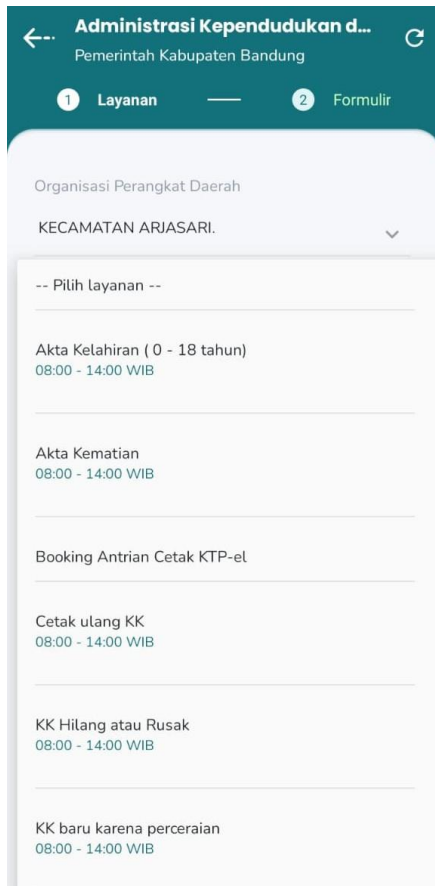 Administrasi Kependudukan d...
Pemerintah Kabupaten Bandung
1 Layanan 2 Formulir
Organisasi Perangkat Daerah
KECAMATAN ARJASARI.
-- Pilih layanan --
Akta Kelahiran ( 0 - 18 tahun)
08:00 - 14:00 WIB
Akta Kematian
08:00 - 14:00 WIB
Booking Antrian Cetak KTP-el
Cetak ulang KK
08:00 - 14:00 WIB
KK Hilang atau Rusak
08:00 - 14:00 WIB
KK baru karena perceraian
08:00 - 14:00 WIB